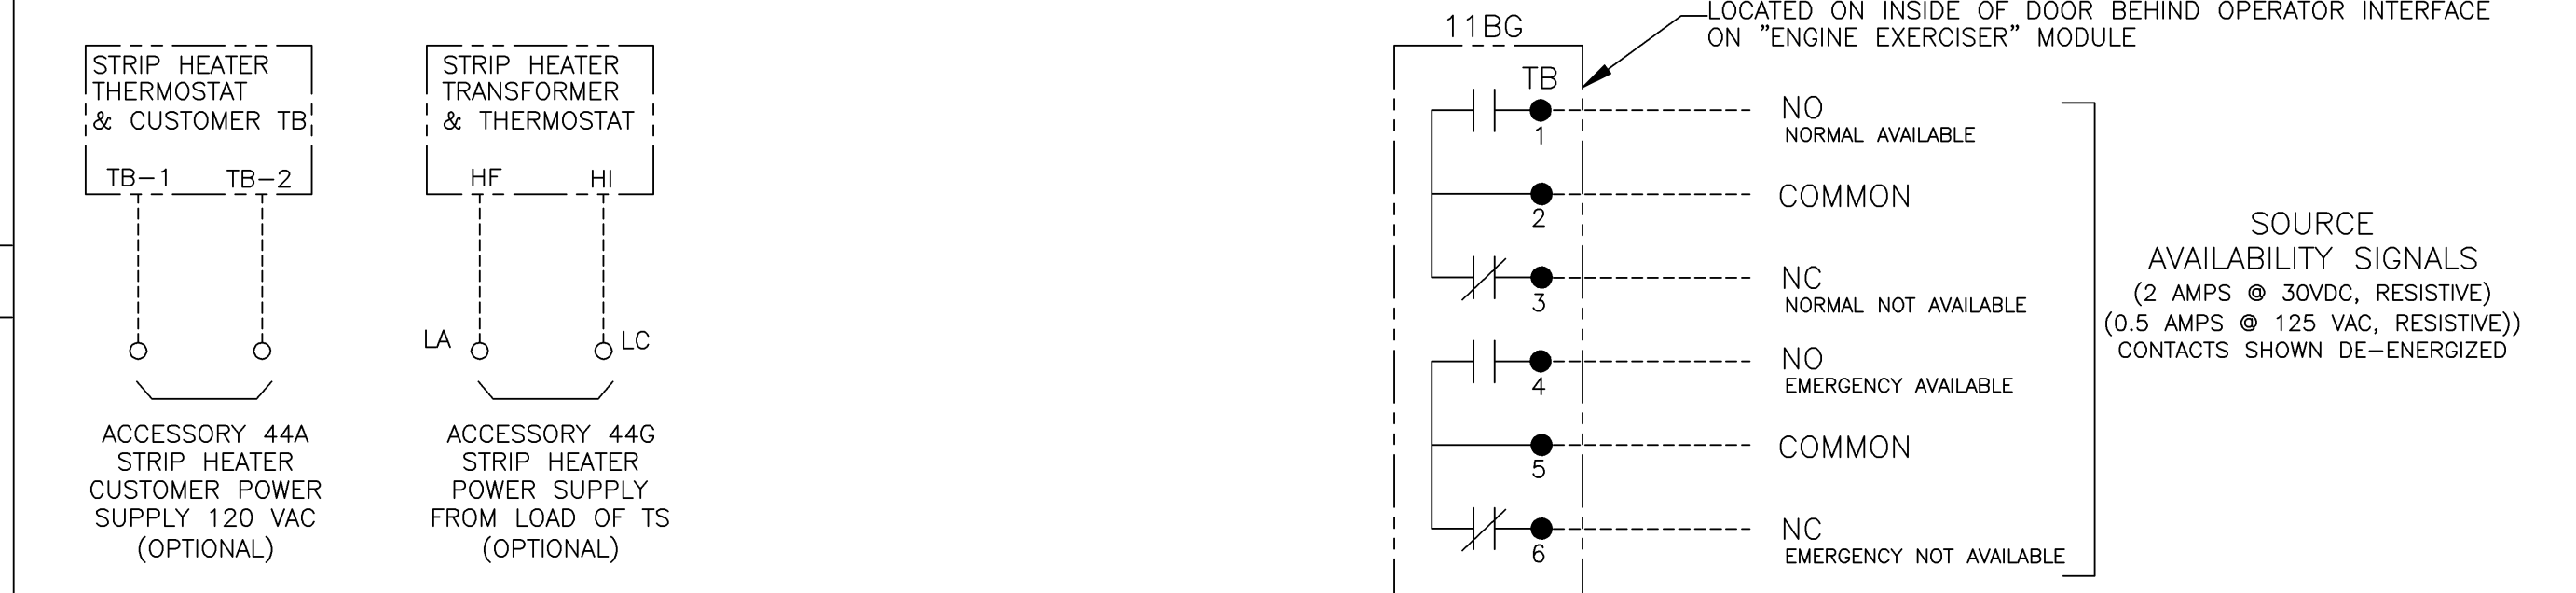 STRIP HEATER
THERMOSTAT
& CUSTOMER TB
TB-1 TB-2
ACCESSORY 44A
STRIP HEATER
CUSTOMER POWER
SUPPLY 120 VAC
(OPTIONAL)
STRIP HEATER
TRANSFORMER
& THERMOSTAT
HF HI
LA LC
ACCESSORY 44G
STRIP HEATER
POWER SUPPLY
FROM LOAD OF TS
(OPTIONAL)
11BG
LOCATED ON INSIDE OF DOOR BEHIND OPERATOR INTERFACE
ON "ENGINE EXERCISER" MODULE
TB
1
NO
NORMAL AVAILABLE
2
COMMON
3
NC
NORMAL NOT AVAILABLE
4
NO
EMERGENCY AVAILABLE
5
COMMON
6
NC
EMERGENCY NOT AVAILABLE
SOURCE
AVAILABILITY SIGNALS
(2 AMPS @ 30VDC, RESISTIVE)
(0.5 AMPS @ 125 VAC, RESISTIVE))
CONTACTS SHOWN DE-ENERGIZED